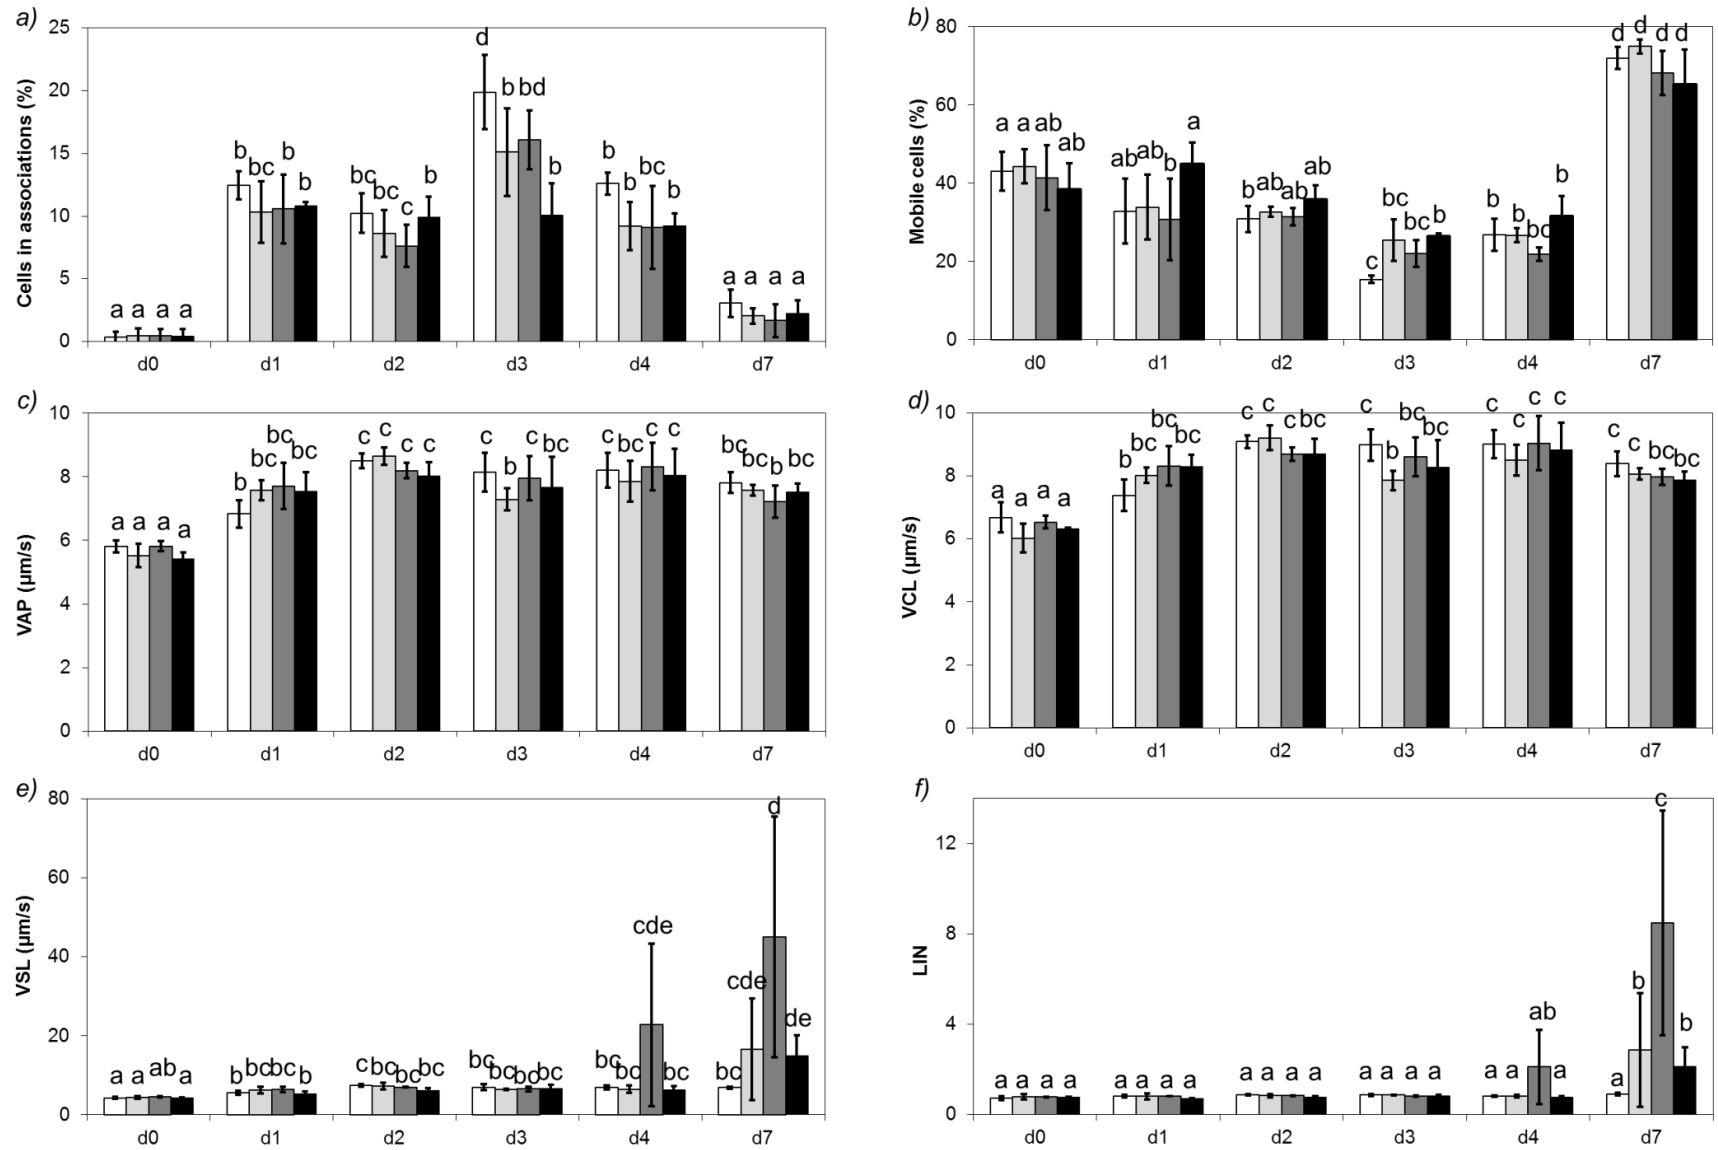 a)
25
20
15
10
5
0
Cells in associations (%)
a a a a
b bc b b
bc bc c b
d b bd b
b b bc b
a a a a
d0 d1 d2 d3 d4 d7
b)
80
60
40
20
0
Mobile cells (%)
a a ab ab
ab ab b a
b ab ab ab
c bc bc b
b b bc b
d d d d
d0 d1 d2 d3 d4 d7
c)
10
8
6
4
2
0
VAP (µm/s)
a a a a
b bc bc bc
c c c c
c b c bc
c bc c c
bc bc b bc
d0 d1 d2 d3 d4 d7
d)
10
8
6
4
2
0
VCL (µm/s)
a a a a
b bc bc bc
c c c bc
c b bc bc
c c c c
c c bc bc
d0 d1 d2 d3 d4 d7
e)
80
60
40
20
0
VSL (µm/s)
a a ab a
b bc bc b
c bc bc bc
bc bc bc bc
bc bc cde bc
bc cde d de
d0 d1 d2 d3 d4 d7
f)
12
8
4
0
LIN
a a a a
a a a a
a a a a
a a a a
a a ab a
a b c b
d0 d1 d2 d3 d4 d7